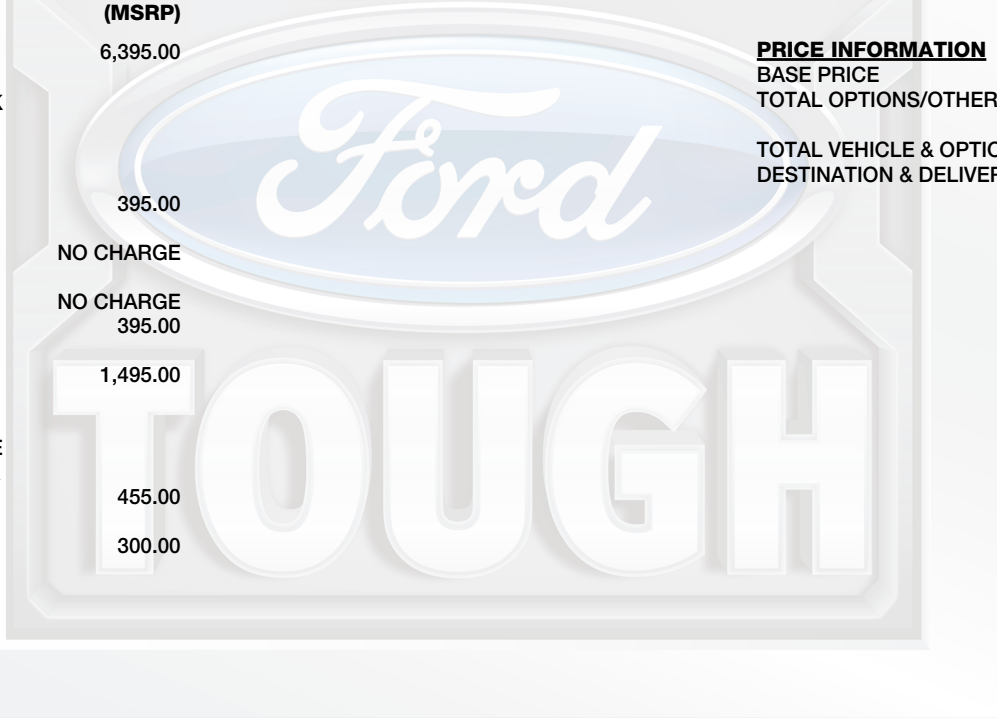 (MSRP)
6,395.00
395.00
NO CHARGE
NO CHARGE
395.00
1,495.00
455.00
300.00
PRICE INFORMATION
BASE PRICE
TOTAL OPTIONS/OTHER
TOTAL VEHICLE & OPTIO
DESTINATION & DELIVER
Ford
TOUGH